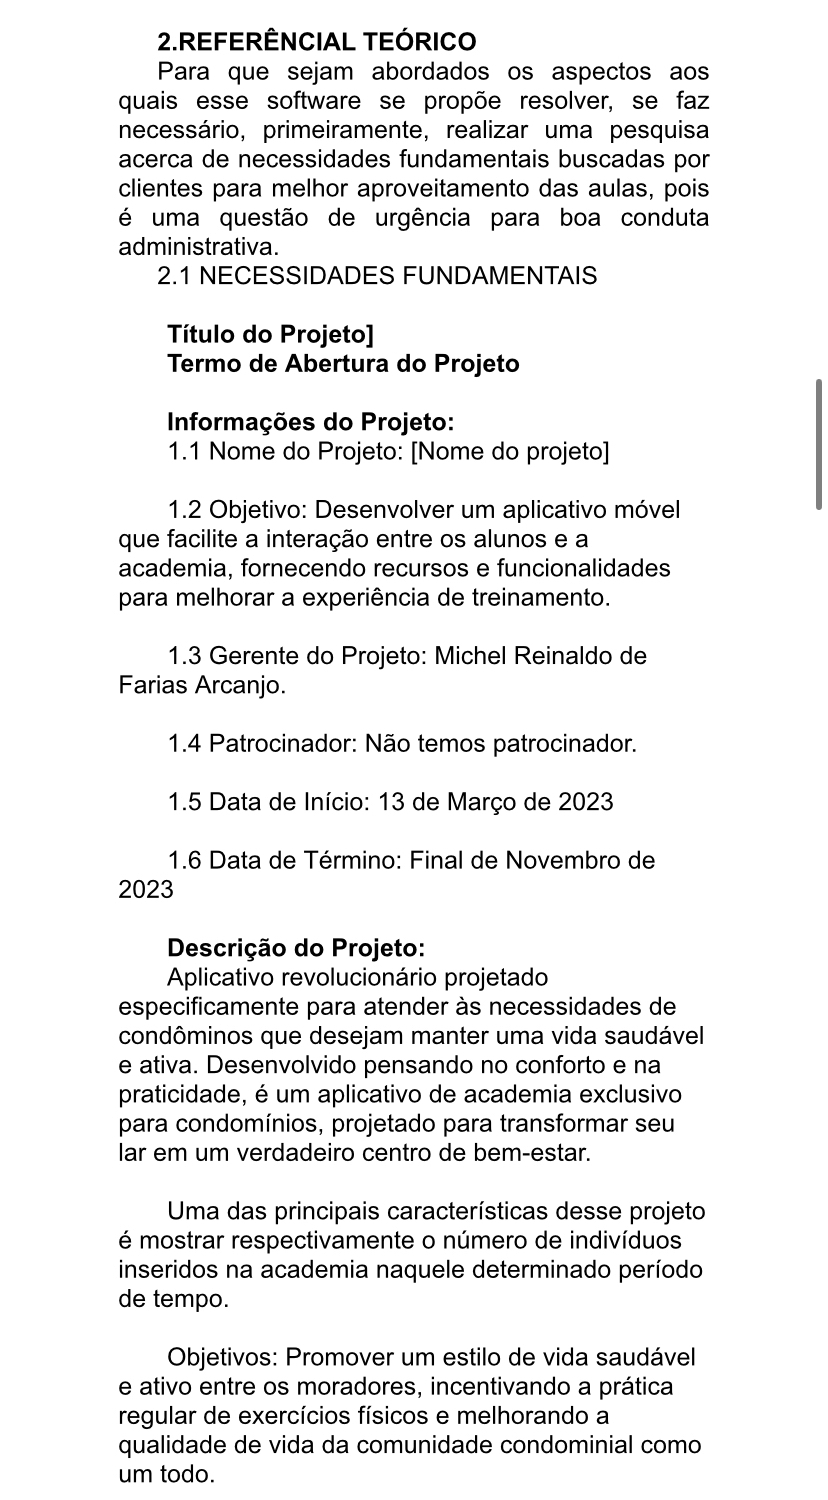 2.REFERÊNCIAL TEÓRICO
Para que sejam abordados os aspectos aos
quais esse software se propõe resolver, se faz
necessário, primeiramente, realizar uma pesquisa
acerca de necessidades fundamentais buscadas por
clientes para melhor aproveitamento das aulas, pois
é uma questão de urgência para boa conduta
administrativa.
2.1 NECESSIDADES FUNDAMENTAIS
Título do Projeto]
Termo de Abertura do Projeto
Informações do Projeto:
1.1 Nome do Projeto: [Nome do projeto]
1.2 Objetivo: Desenvolver um aplicativo móvel
que facilite a interação entre os alunos e a
academia, fornecendo recursos e funcionalidades
para melhorar a experiência de treinamento.
1.3 Gerente do Projeto: Michel Reinaldo de
Farias Arcanjo.
1.4 Patrocinador: Não temos patrocinador.
1.5 Data de Início: 13 de Março de 2023
1.6 Data de Término: Final de Novembro de
2023
Descrição do Projeto:
Aplicativo revolucionário projetado
especificamente para atender às necessidades de
condôminos que desejam manter uma vida saudável
e ativa. Desenvolvido pensando no conforto e na
praticidade, é um aplicativo de academia exclusivo
para condomínios, projetado para transformar seu
lar em um verdadeiro centro de bem-estar.
Uma das principais características desse projeto
é mostrar respectivamente o número de indivíduos
inseridos na academia naquele determinado período
de tempo.
Objetivos: Promover um estilo de vida saudável
e ativo entre os moradores, incentivando a prática
regular de exercícios físicos e melhorando a
qualidade de vida da comunidade condominial como
um todo.